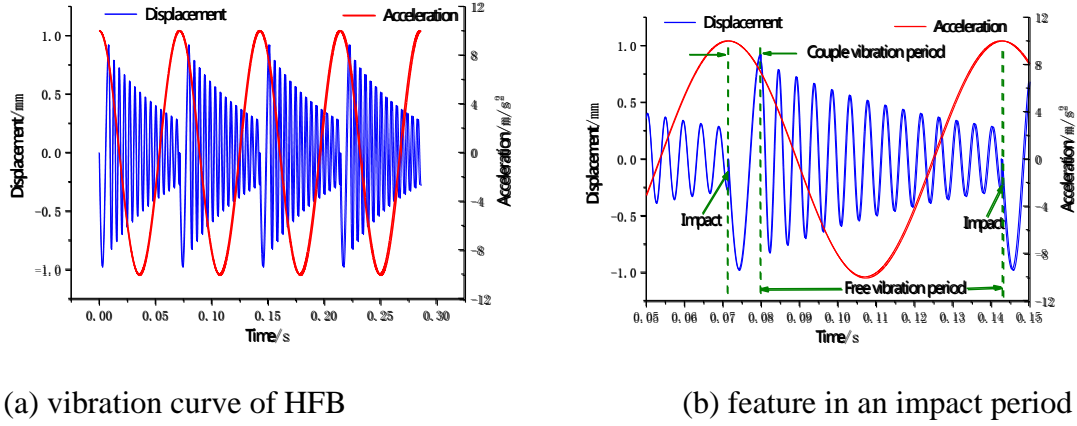 Displacement Acceleration
1.0
0.5
0.0
-0.5
-1.0
Displacement/mm
12
8
4
0
-4
-8
-12
Acceleration/m/s²
0.00 0.05 0.10 0.15 0.20 0.25 0.30
Time/s
(a) vibration curve of HFB
Displacement
Acceleration
Couple vibration period
1.0
0.5
0.0
-0.5
-1.0
Displacement/mm
Impact
Impact
Free vibration period
12
8
4
0
-4
-8
-12
Acceleration/m/s²
0.05 0.06 0.07 0.08 0.09 0.10 0.11 0.12 0.13 0.14 0.15
Time/s
(b) feature in an impact period